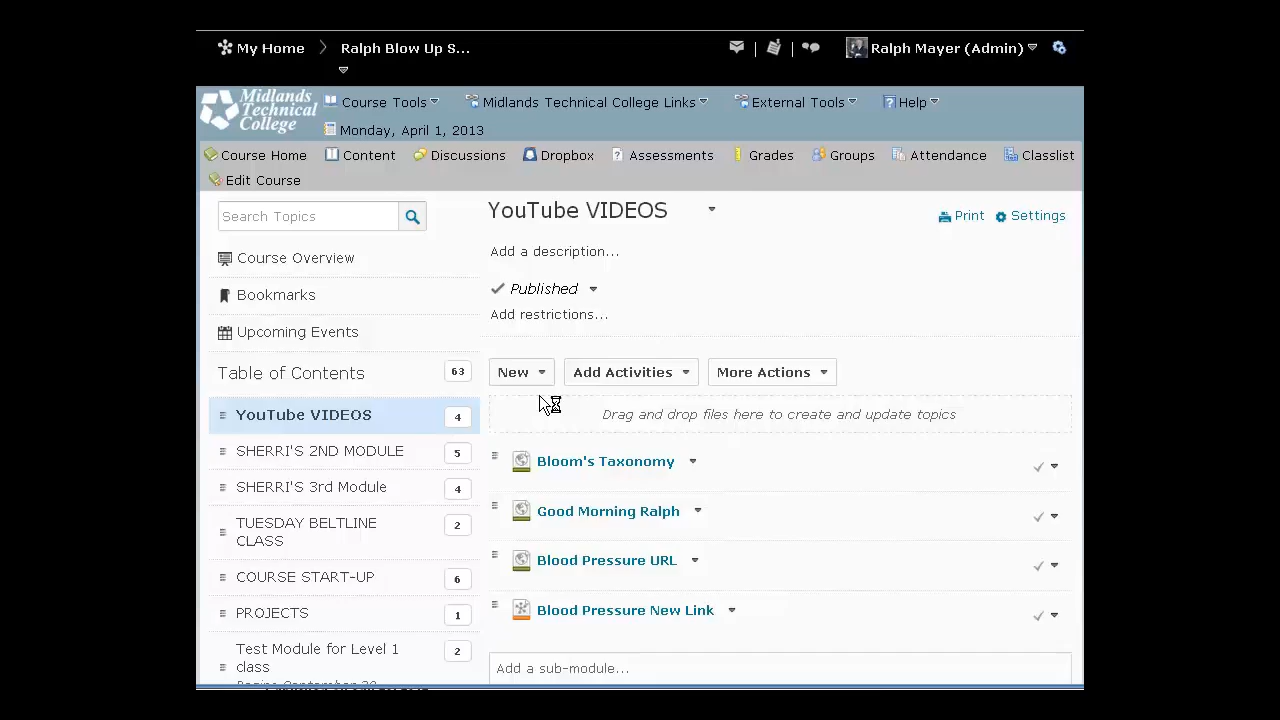 My Home
Ralph Blow Up S...
Ralph Mayer (Admin)
Midlands
Technical
College
Course Tools
Midlands Technical College Links
External Tools
Help
Monday, April 1, 2013
Course Home
Content
Discussions
Dropbox
Assessments
Grades
Groups
Attendance
Classlist
Edit Course
Search Topics
Course Overview
Bookmarks
Upcoming Events
Table of Contents 63
YouTube VIDEOS 4
SHERRI'S 2ND MODULE 5
SHERRI'S 3rd Module 4
TUESDAY BELTLINE
CLASS 2
COURSE START-UP 6
PROJECTS 1
Test Module for Level 1
class 2
YouTube VIDEOS
Print
Settings
Add a description...
Published
Add restrictions...
New
Add Activities
More Actions
Drag and drop files here to create and update topics
Bloom's Taxonomy
Good Morning Ralph
Blood Pressure URL
Blood Pressure New Link
Add a sub-module...